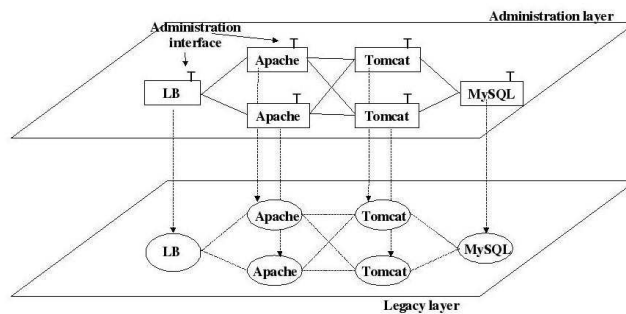 Administration layer
Administration
interface
Apache
Tomcat
LB
MySQL
Apache
Tomcat
Apache
Tomcat
LB
MySQL
Apache
Tomcat
Legacy layer